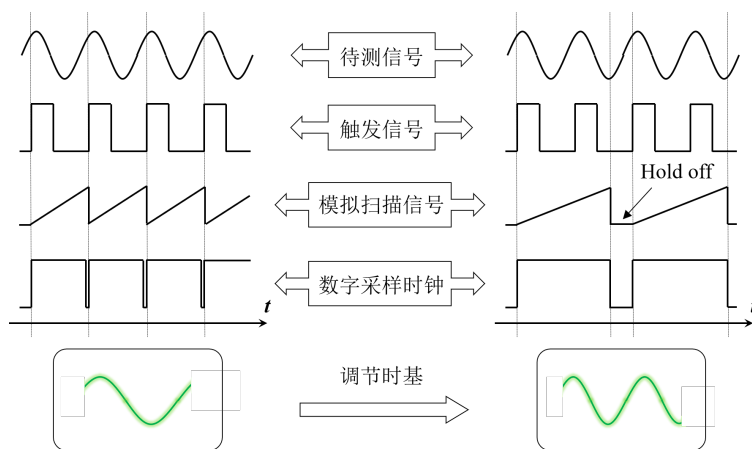 待测信号
触发信号
Hold off
模拟扫描信号
数字采样时钟
t
t
调节时基